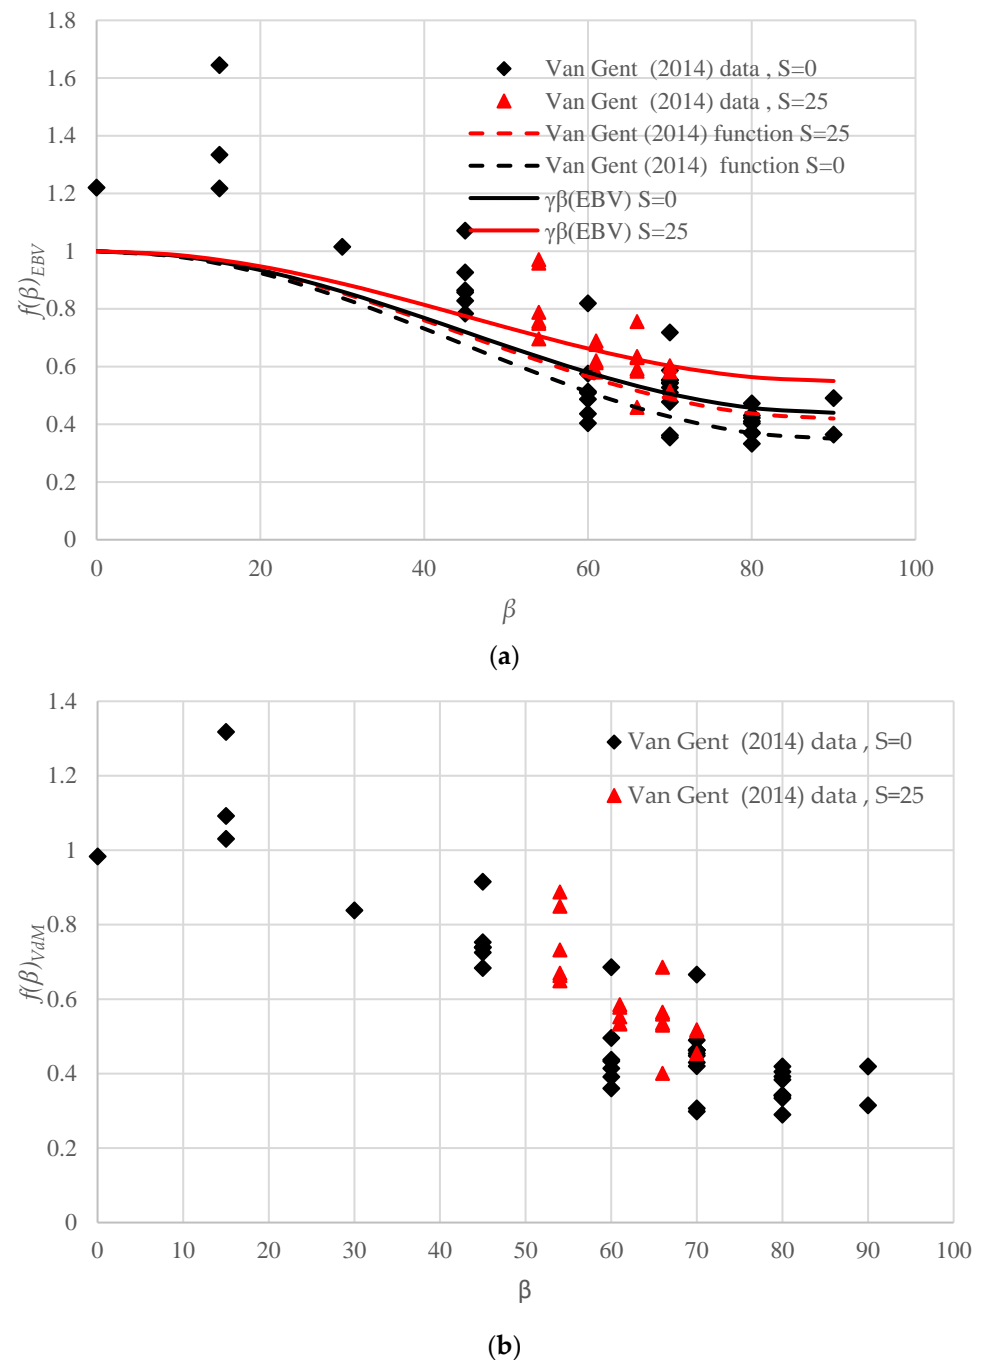 1.8
1.6
1.4
1.2
1
0.8
0.6
0.4
0.2
0
f(β)EBV
Van Gent (2014) data , S=0
Van Gent (2014) data , S=25
Van Gent (2014) function S=25
Van Gent (2014) function S=0
γβ(EBV) S=0
γβ(EBV) S=25
0 20 40 60 80 100
β
(a)
1.4
1.2
1
0.8
0.6
0.4
0.2
0
f(β)VdM
Van Gent (2014) data , S=0
Van Gent (2014) data , S=25
0 10 20 30 40 50 60 70 80 90 100
β
(b)